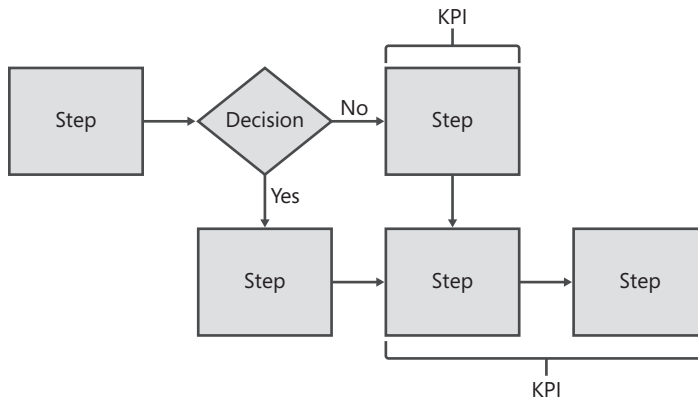 KPI
Step
Decision
No
Step
Yes
Step
Step
Step
KPI